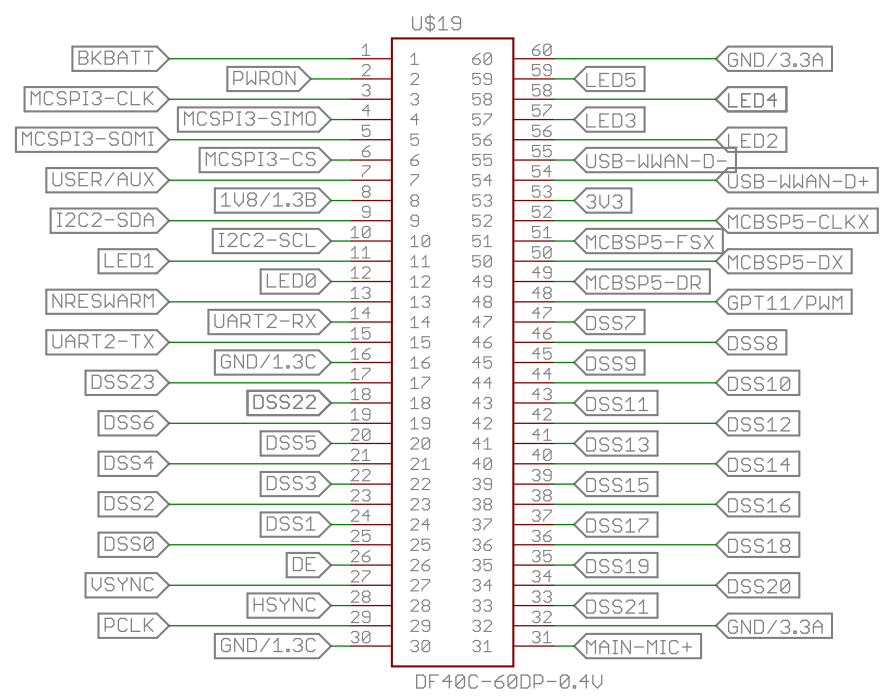 U$19
BKBATT 1 1 60 60 GND/3.3A
PWRON 2 2 59 59 LED5
MCSPI3-CLK 3 3 58 58 LED4
MCSPI3-SIMO 4 4 57 57 LED3
MCSPI3-SOMI 5 5 56 56 LED2
MCSPI3-CS 6 6 55 55 USB-WWAN-D-
USER/AUX 7 7 54 54 USB-WWAN-D+
1V8/1.3B 8 8 53 53 3V3
I2C2-SDA 9 9 52 52 MCBSP5-CLKX
I2C2-SCL 10 10 51 51 MCBSP5-FSX
LED1 11 11 50 50 MCBSP5-DX
LED0 12 12 49 49 MCBSP5-DR
NRESWARM 13 13 48 48 GPT11/PWM
UART2-RX 14 14 47 47 DSS7
UART2-TX 15 15 46 46 DSS8
GND/1.3C 16 16 45 45 DSS9
DSS23 17 17 44 44 DSS10
DSS22 18 18 43 43 DSS11
DSS6 19 19 42 42 DSS12
DSS5 20 20 41 41 DSS13
DSS4 21 21 40 40 DSS14
DSS3 22 22 39 39 DSS15
DSS2 23 23 38 38 DSS16
DSS1 24 24 37 37 DSS17
DSS0 25 25 36 36 DSS18
DE 26 26 35 35 DSS19
VSYNC 27 27 34 34 DSS20
HSYNC 28 28 33 33 DSS21
PCLK 29 29 32 32 GND/3.3A
GND/1.3C 30 30 31 31 MAIN-MIC+
DF40C-60DP-0.4V